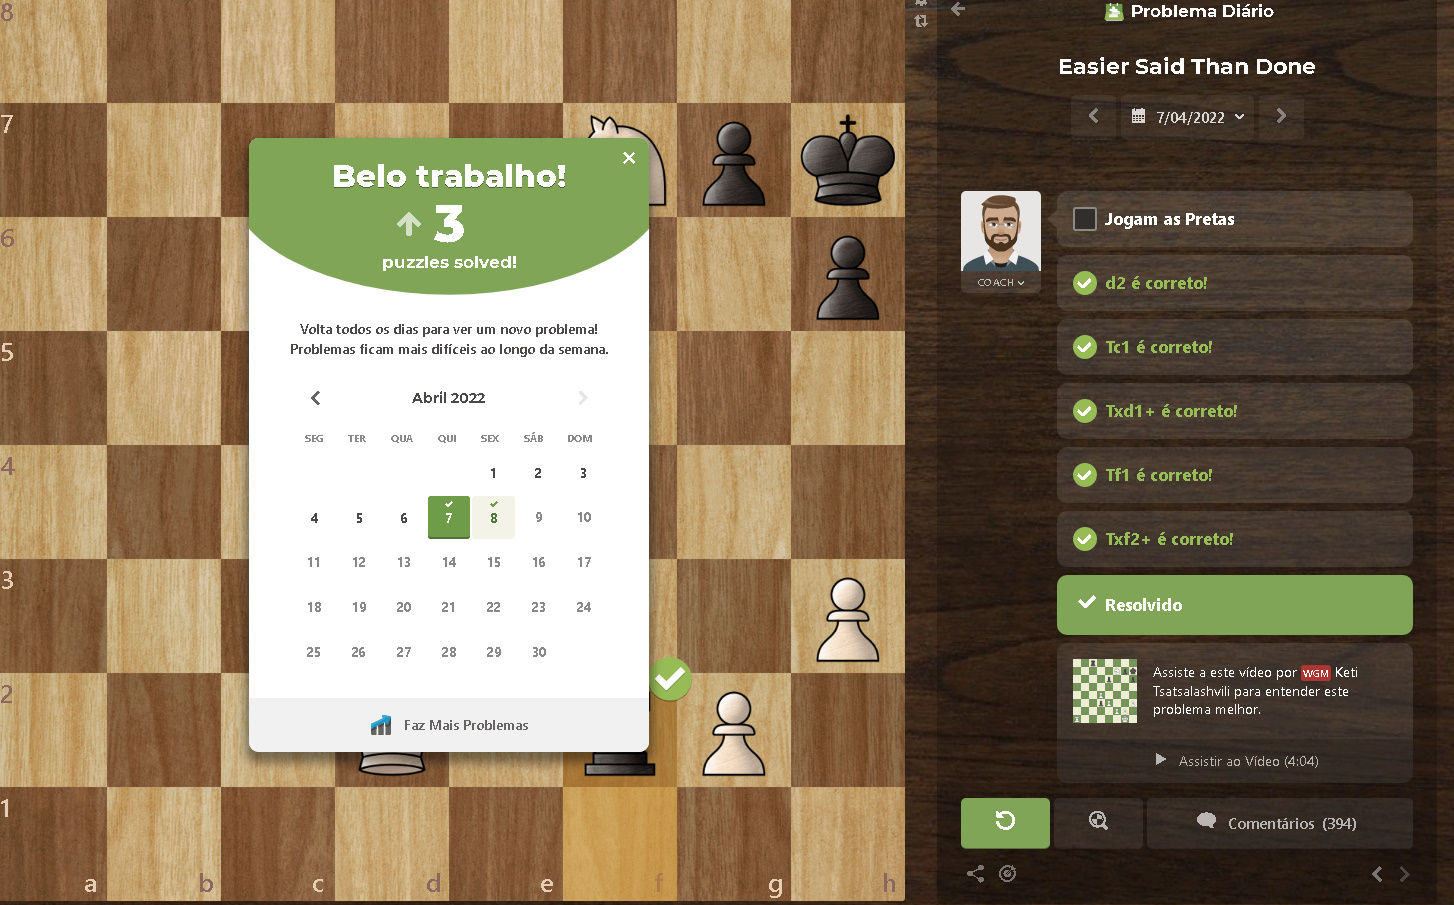 8
7
6
5
4
3
2
1
a
b
c
d
e
f
g
h
Belo trabalho!
3
puzzles solved!
Volta todos os dias para ver um novo problema!
Problemas ficam mais difíceis ao longo da semana.
Abril 2022
SEG TER QUA QUI SEX SÁB DOM
1 2 3
4 5 6 7 8 9 10
11 12 13 14 15 16 17
18 19 20 21 22 23 24
25 26 27 28 29 30
Faz Mais Problemas
Problema Diário
Easier Said Than Done
7/04/2022
COACH
Jogam as Pretas
d2 é correto!
Tc1 é correto!
Txd1+ é correto!
Tf1 é correto!
Txf2+ é correto!
Resolvido
Assiste a este vídeo por WGM Keti
Tsatsalashvili para entender este
problema melhor.
Assistir ao Vídeo (4:04)
Comentários (394)